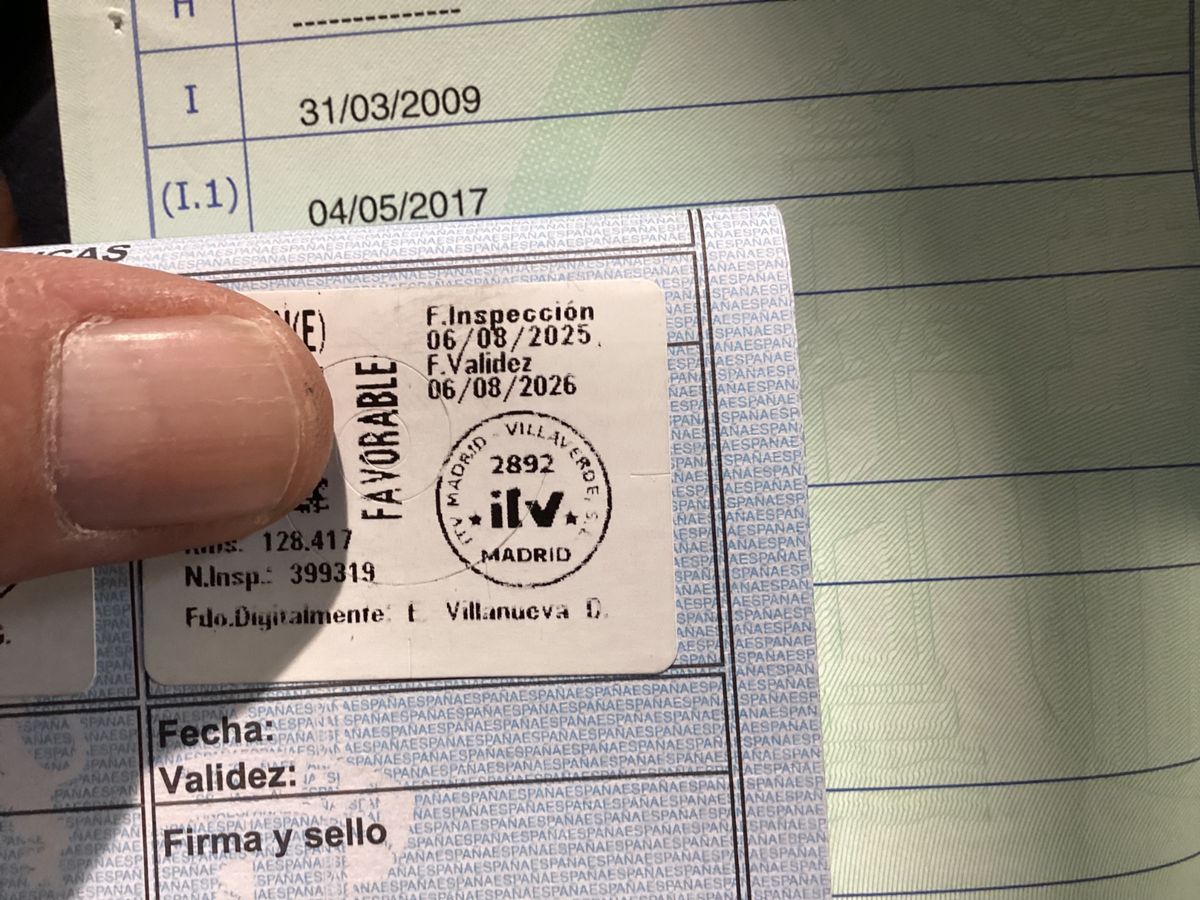 H
--------------
I 31/03/2009
(I.1) 04/05/2017
(E)
F.Inspección
06/08/2025
F.Validez
06/08/2026
FAVORABLE
ITV MADRID - VILLAVERDE, S.L.
2892
itv
MADRID
128.417
N.Insp.: 399319
Fdo.Digitalmente: E Villanueva D.
Fecha:
Validez:
Firma y sello